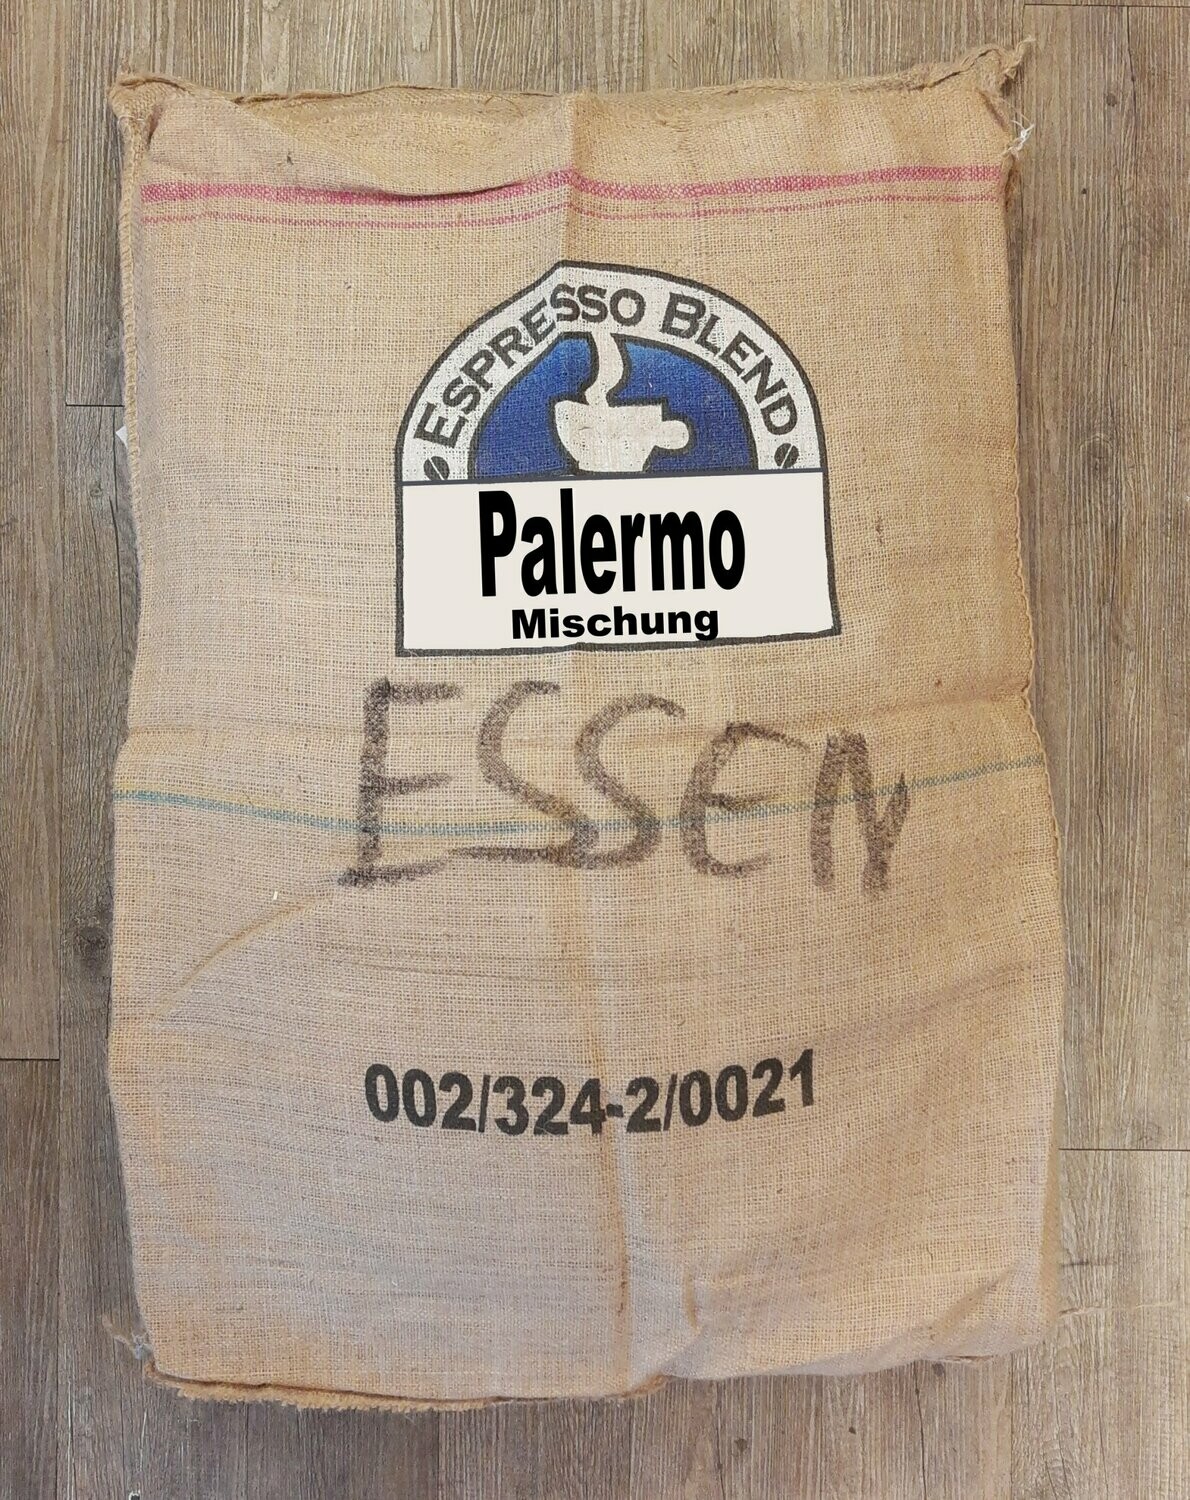 ESPRESSO BLEND
Palermo
Mischung
ESSEN
002/324-2/0021